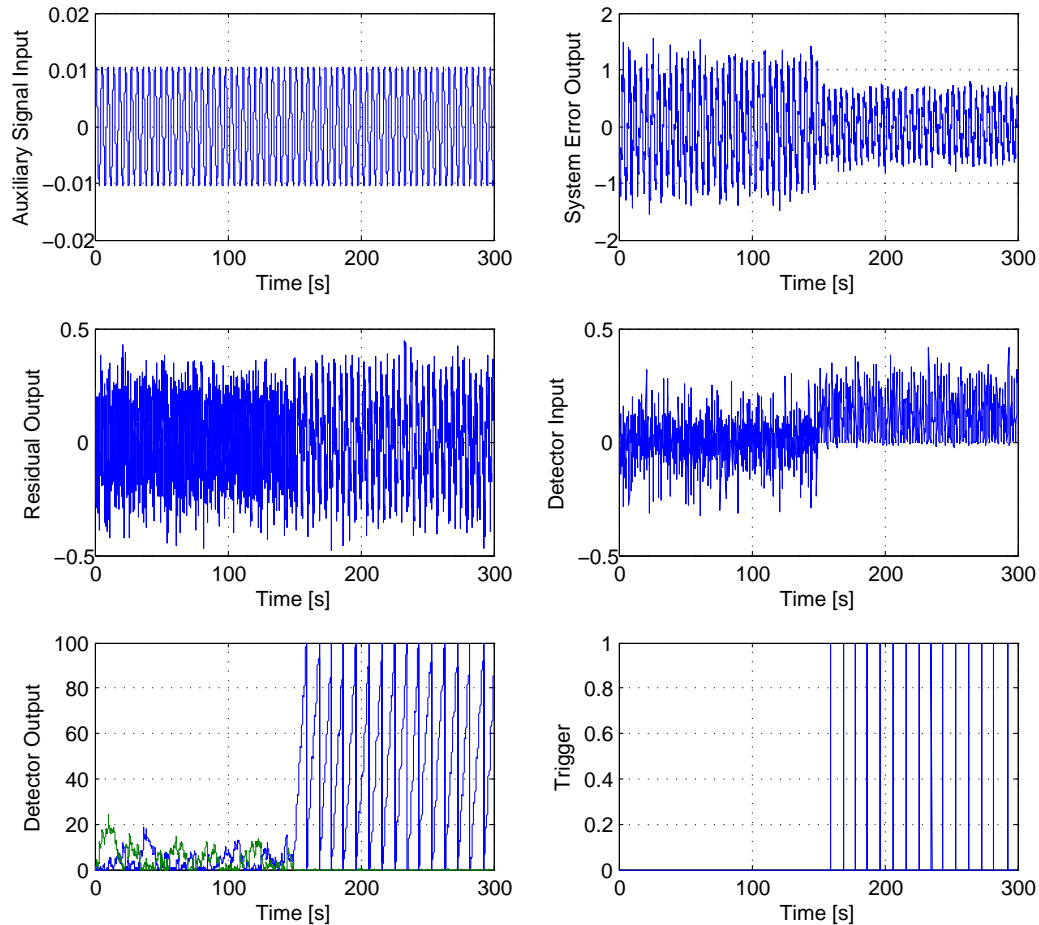 0.02
0.01
0
−0.01
−0.02
Auxiliary Signal Input
0 100 200 300
Time [s]
2
1
0
−1
−2
System Error Output
0 100 200 300
Time [s]
0.5
0
−0.5
Residual Output
0 100 200 300
Time [s]
0.5
0
−0.5
Detector Input
0 100 200 300
Time [s]
100
80
60
40
20
0
Detector Output
0 100 200 300
Time [s]
1
0.8
0.6
0.4
0.2
0
Trigger
0 100 200 300
Time [s]